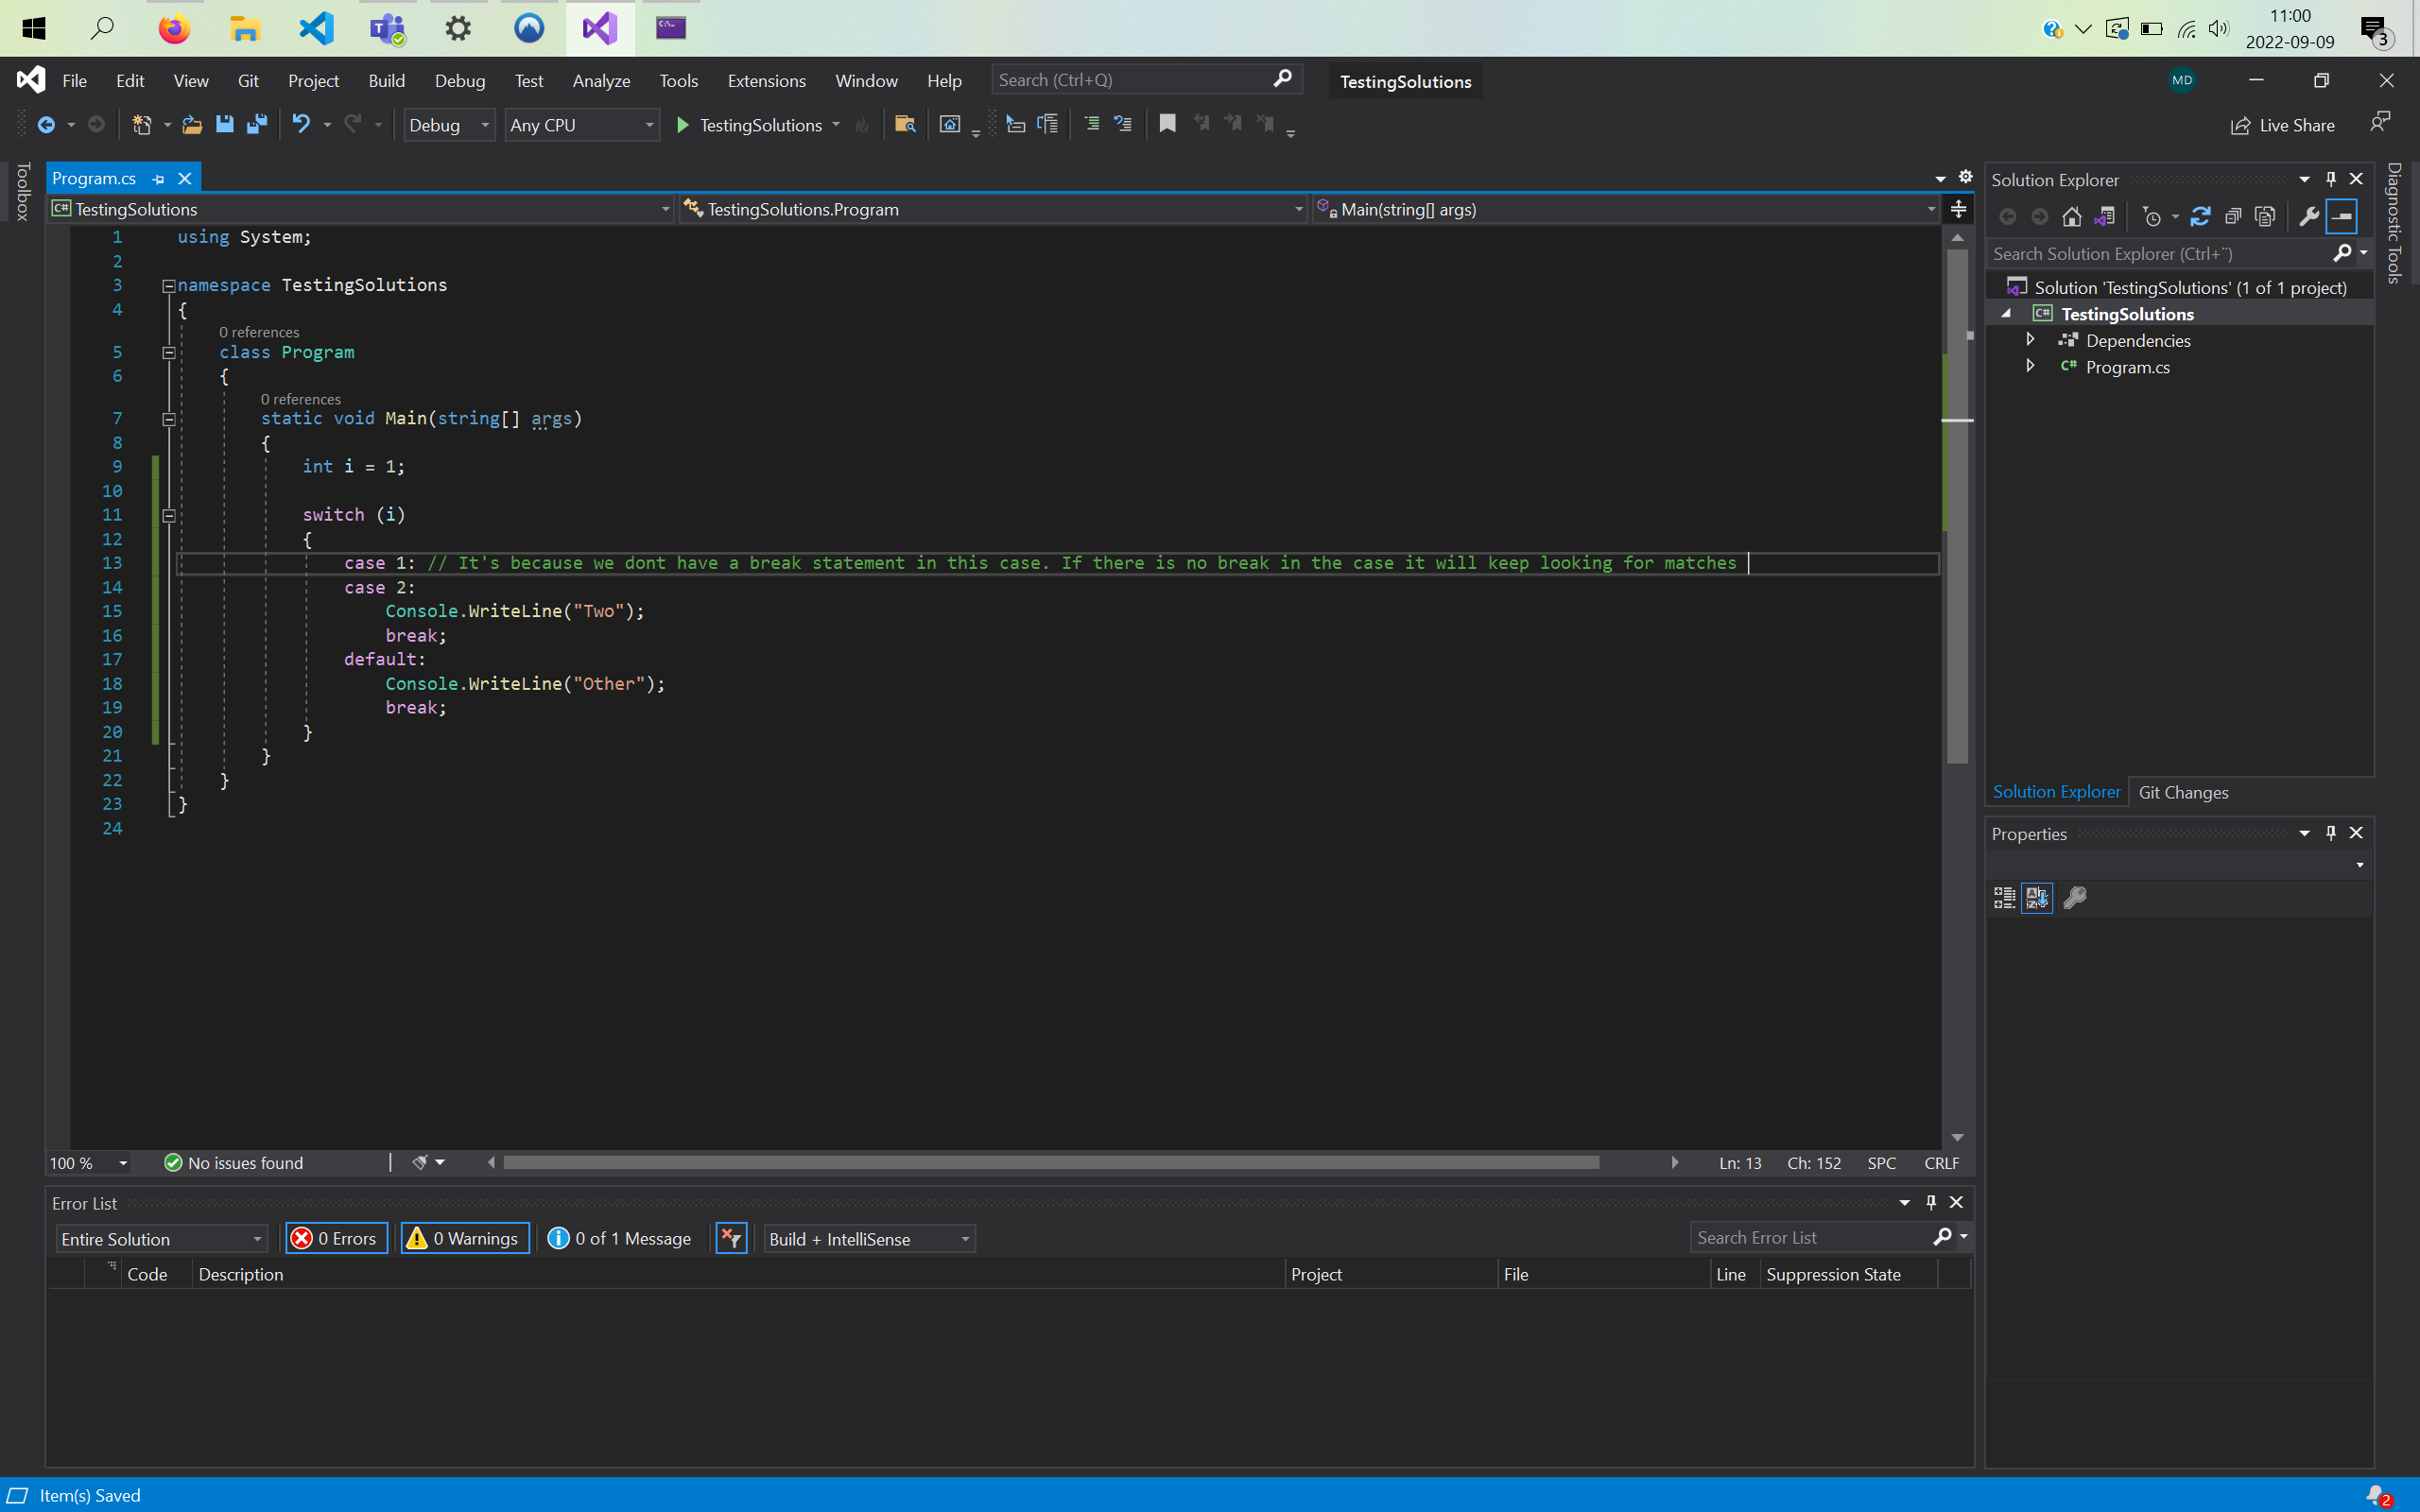 11:00
2022-09-09
3
File Edit View Git Project Build Debug Test Analyze Tools Extensions Window Help Search (Ctrl+Q) TestingSolutions MD
Debug Any CPU TestingSolutions Live Share
Toolbox
Program.cs
C# TestingSolutions TestingSolutions.Program Main(string[] args)
1 using System;
2
3 namespace TestingSolutions
4 {
0 references
5 class Program
6 {
0 references
7 static void Main(string[] args)
8 {
9 int i = 1;
10
11 switch (i)
12 {
13 case 1: // It's because we dont have a break statement in this case. If there is no break in the case it will keep looking for matches
14 case 2:
15 Console.WriteLine("Two");
16 break;
17 default:
18 Console.WriteLine("Other");
19 break;
20 }
21 }
22 }
23 }
24
100 % No issues found Ln: 13 Ch: 152 SPC CRLF
Error List
Entire Solution 0 Errors 0 Warnings 0 of 1 Message Build + IntelliSense Search Error List
Code Description Project File Line Suppression State
Solution Explorer
Search Solution Explorer (Ctrl+¨)
Solution 'TestingSolutions' (1 of 1 project)
C# TestingSolutions
Dependencies
C# Program.cs
Solution Explorer Git Changes
Properties
Diagnostic Tools
Item(s) Saved
2